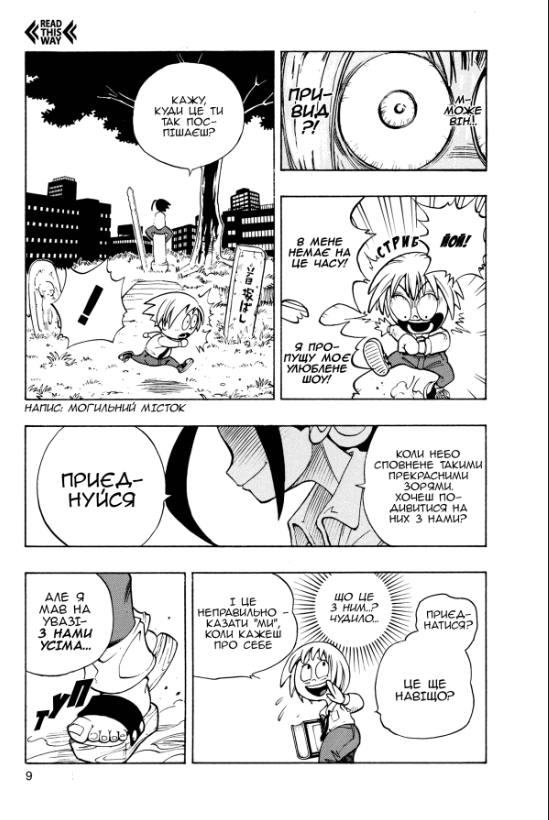 READ
THIS
WAY
М-
МОЖЕ
ВІН!..
ПРИ-
ВИД
?!
ЙОЙ!
СТРИБ
В МЕНЕ
НЕМАЄ НА
ЦЕ ЧАСУ!
Я ПРО-
ПУЩУ МОЄ
УЛЮБЛЕНЕ
ШОУ!
КАЖУ,
КУДИ ЦЕ ТИ
ТАК ПОС-
ПІШАЄШ?
ばし
!
НАПИС: МОГИЛЬНИЙ МІСТОК
КОЛИ НЕБО
СПОВНЕНЕ ТАКИМИ
ПРЕКРАСНИМИ
ЗОРЯМИ.
ХОЧЕШ ПО-
ДИВИТИСЯ НА
НИХ З НАМИ?
ПРИЄД-
НУЙСЯ
ПРИЄД-
НАТИСЯ?
ЦЕ ЩЕ
НАВІЩО?
ЩО ЦЕ
З НИМ...?
ЧУДИЛО...
І ЦЕ
НЕПРАВИЛЬНО -
КАЗАТИ "МИ",
КОЛИ КАЖЕШ
ПРО СЕБЕ
АЛЕ Я
МАВ НА
УВАЗІ-
З НАМИ
УСІМА...
ТУП
9